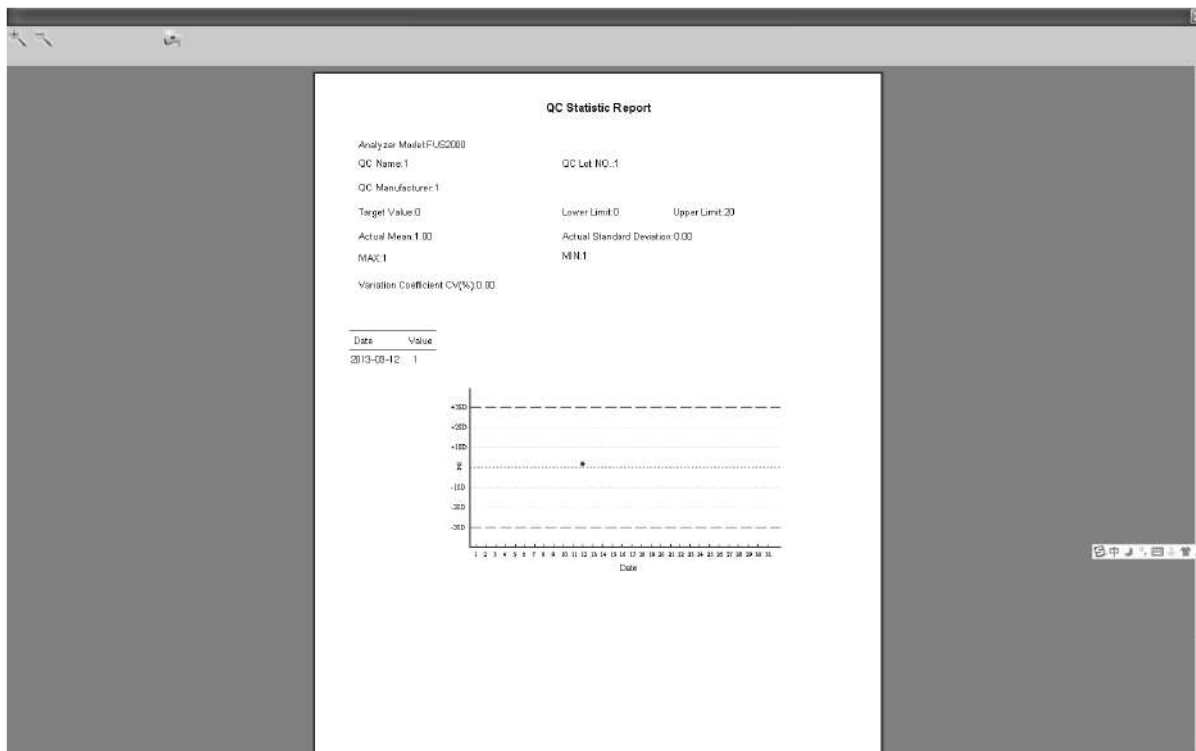 QC Statistic Report
Analyzer Model:FUS2000
QC Name:1 QC Lot NO.:1
QC Manufacturer:1
Target Value:0 Lower Limit:0 Upper Limit:20
Actual Mean:1.00 Actual Standard Deviation:0.00
MAX:1 MIN:1
Variation Coefficient CV(%):0.00
Date Value
2013-03-12 1
+3SD
+2SD
+1SD
x̄
-1SD
-2SD
-3SD
1 2 3 4 5 6 7 8 9 10 11 12 13 14 15 16 17 18 19 20 21 22 23 24 25 26 27 28 29 30 31
Date
中